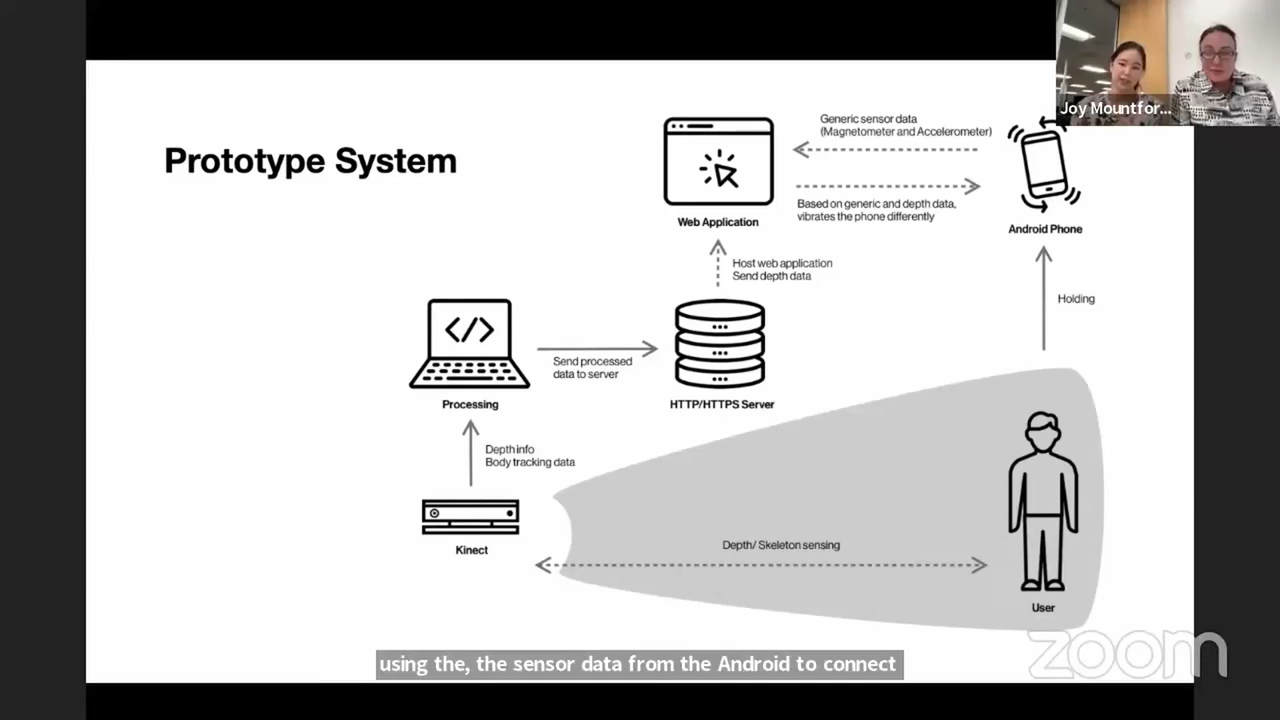 Joy Mountfor...
Prototype System
Generic sensor data
(Magnetometer and Accelerometer)
Based on generic and depth data,
vibrates the phone differently
Web Application
Android Phone
Host web application
Send depth data
Holding
</>
Send processed
data to server
Processing
HTTP/HTTPS Server
Depth info
Body tracking data
Kinect
Depth/ Skeleton sensing
User
zoom
using the, the sensor data from the Android to connect